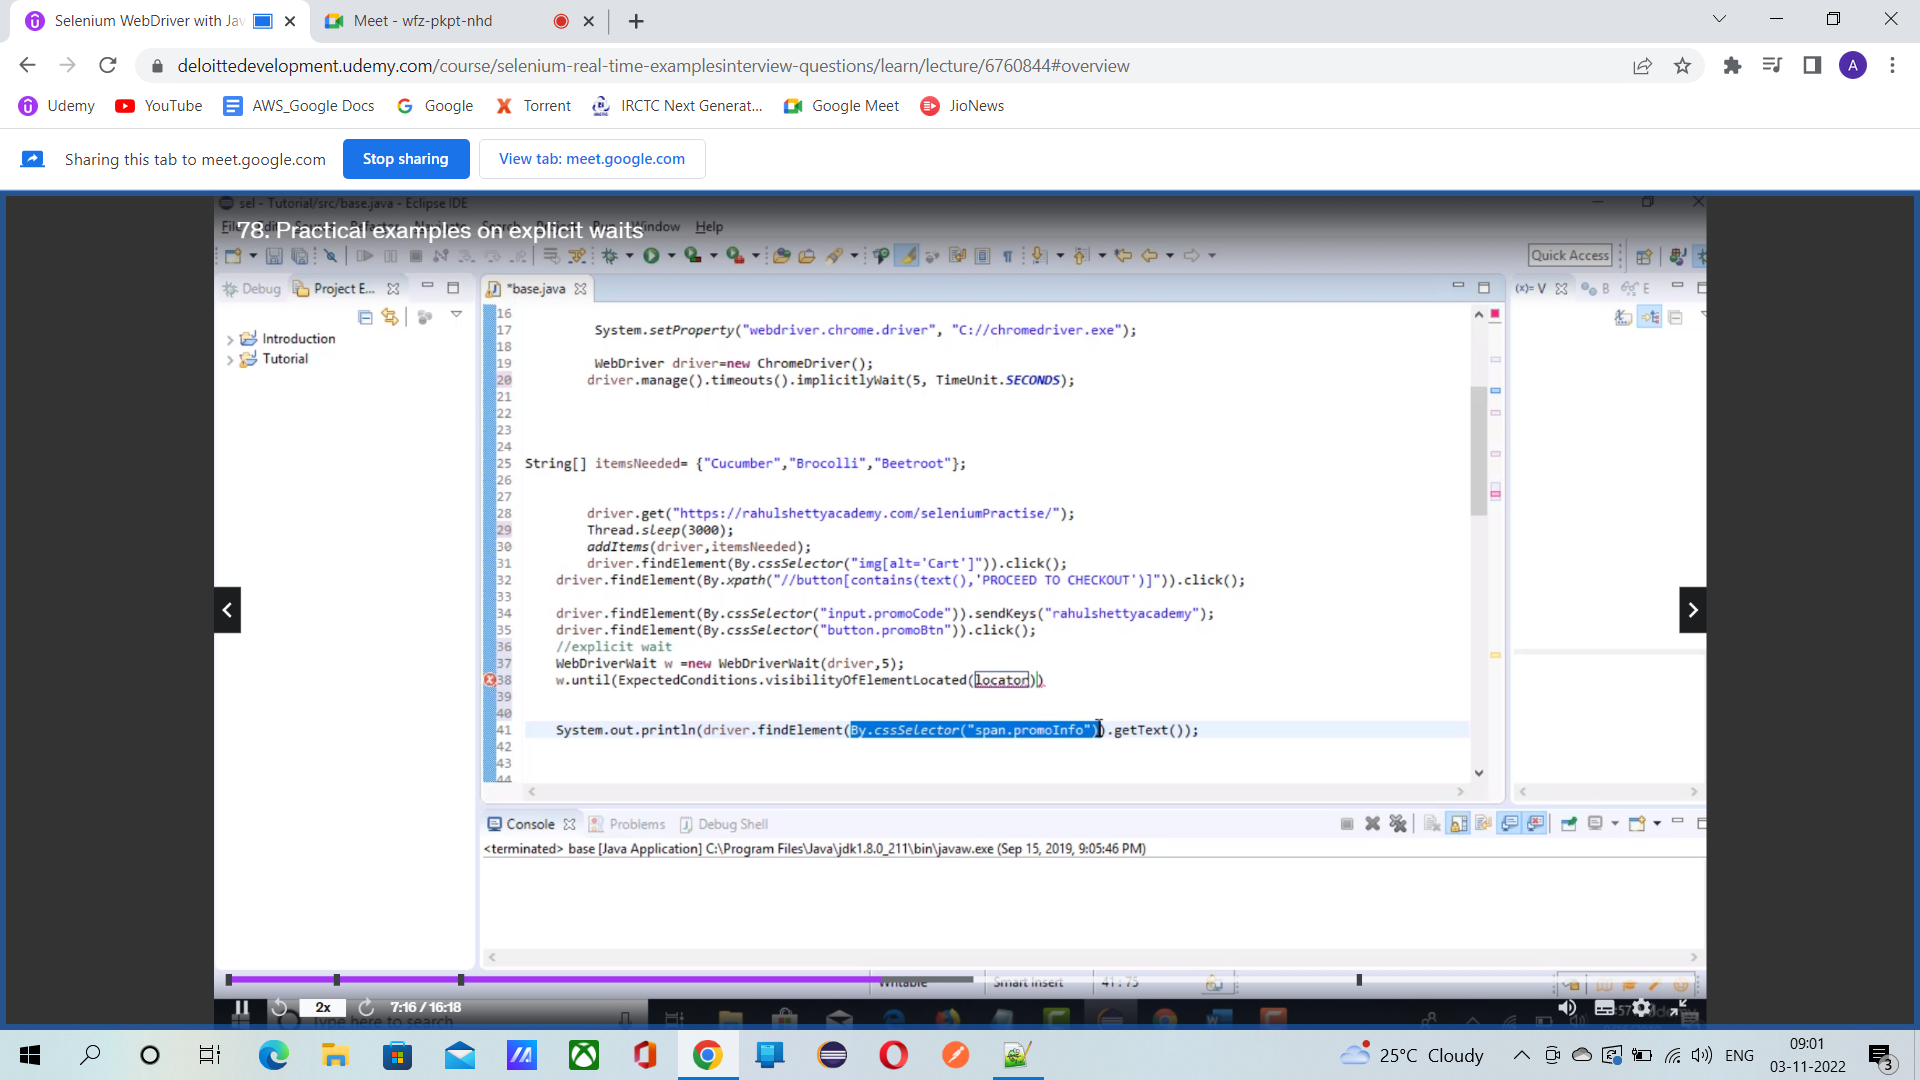 Selenium WebDriver with Jav
Meet - wfz-pkpt-nhd
deloittedevelopment.udemy.com/course/selenium-real-time-examplesinterview-questions/learn/lecture/6760844#overview
A
Udemy
YouTube
AWS_Google Docs
Google
Torrent
IRCTC Next Generat...
Google Meet
JioNews
Sharing this tab to meet.google.com
Stop sharing
View tab: meet.google.com
sel - Tutorial/src/base.java - Eclipse IDE
78. Practical examples on explicit waits
Window
Help
Quick Access
Debug
Project E...
*base.java
(x)= V
B
E
Introduction
Tutorial
16
17 System.setProperty("webdriver.chrome.driver", "C://chromedriver.exe");
18
19 WebDriver driver=new ChromeDriver();
20 driver.manage().timeouts().implicitlyWait(5, TimeUnit.SECONDS);
21
22
23
24
25 String[] itemsNeeded= {"Cucumber","Brocolli","Beetroot"};
26
27
28 driver.get("https://rahulshettyacademy.com/seleniumPractise/");
29 Thread.sleep(3000);
30 addItems(driver,itemsNeeded);
31 driver.findElement(By.cssSelector("img[alt='Cart']")).click();
32 driver.findElement(By.xpath("//button[contains(text(),'PROCEED TO CHECKOUT')]")).click();
33
34 driver.findElement(By.cssSelector("input.promoCode")).sendKeys("rahulshettyacademy");
35 driver.findElement(By.cssSelector("button.promoBtn")).click();
36 //explicit wait
37 WebDriverWait w =new WebDriverWait(driver,5);
38 w.until(ExpectedConditions.visibilityOfElementLocated(locator))
39
40
41 System.out.println(driver.findElement(By.cssSelector("span.promoInfo")).getText());
42
43
44
Console
Problems
Debug Shell
<terminated> base [Java Application] C:\Program Files\Java\jdk1.8.0_211\bin\javaw.exe (Sep 15, 2019, 9:05:46 PM)
Writable
Smart Insert
41 : 75
2x
7:16 / 16:18
Type here to search
25°C Cloudy
ENG
09:01
03-11-2022
3